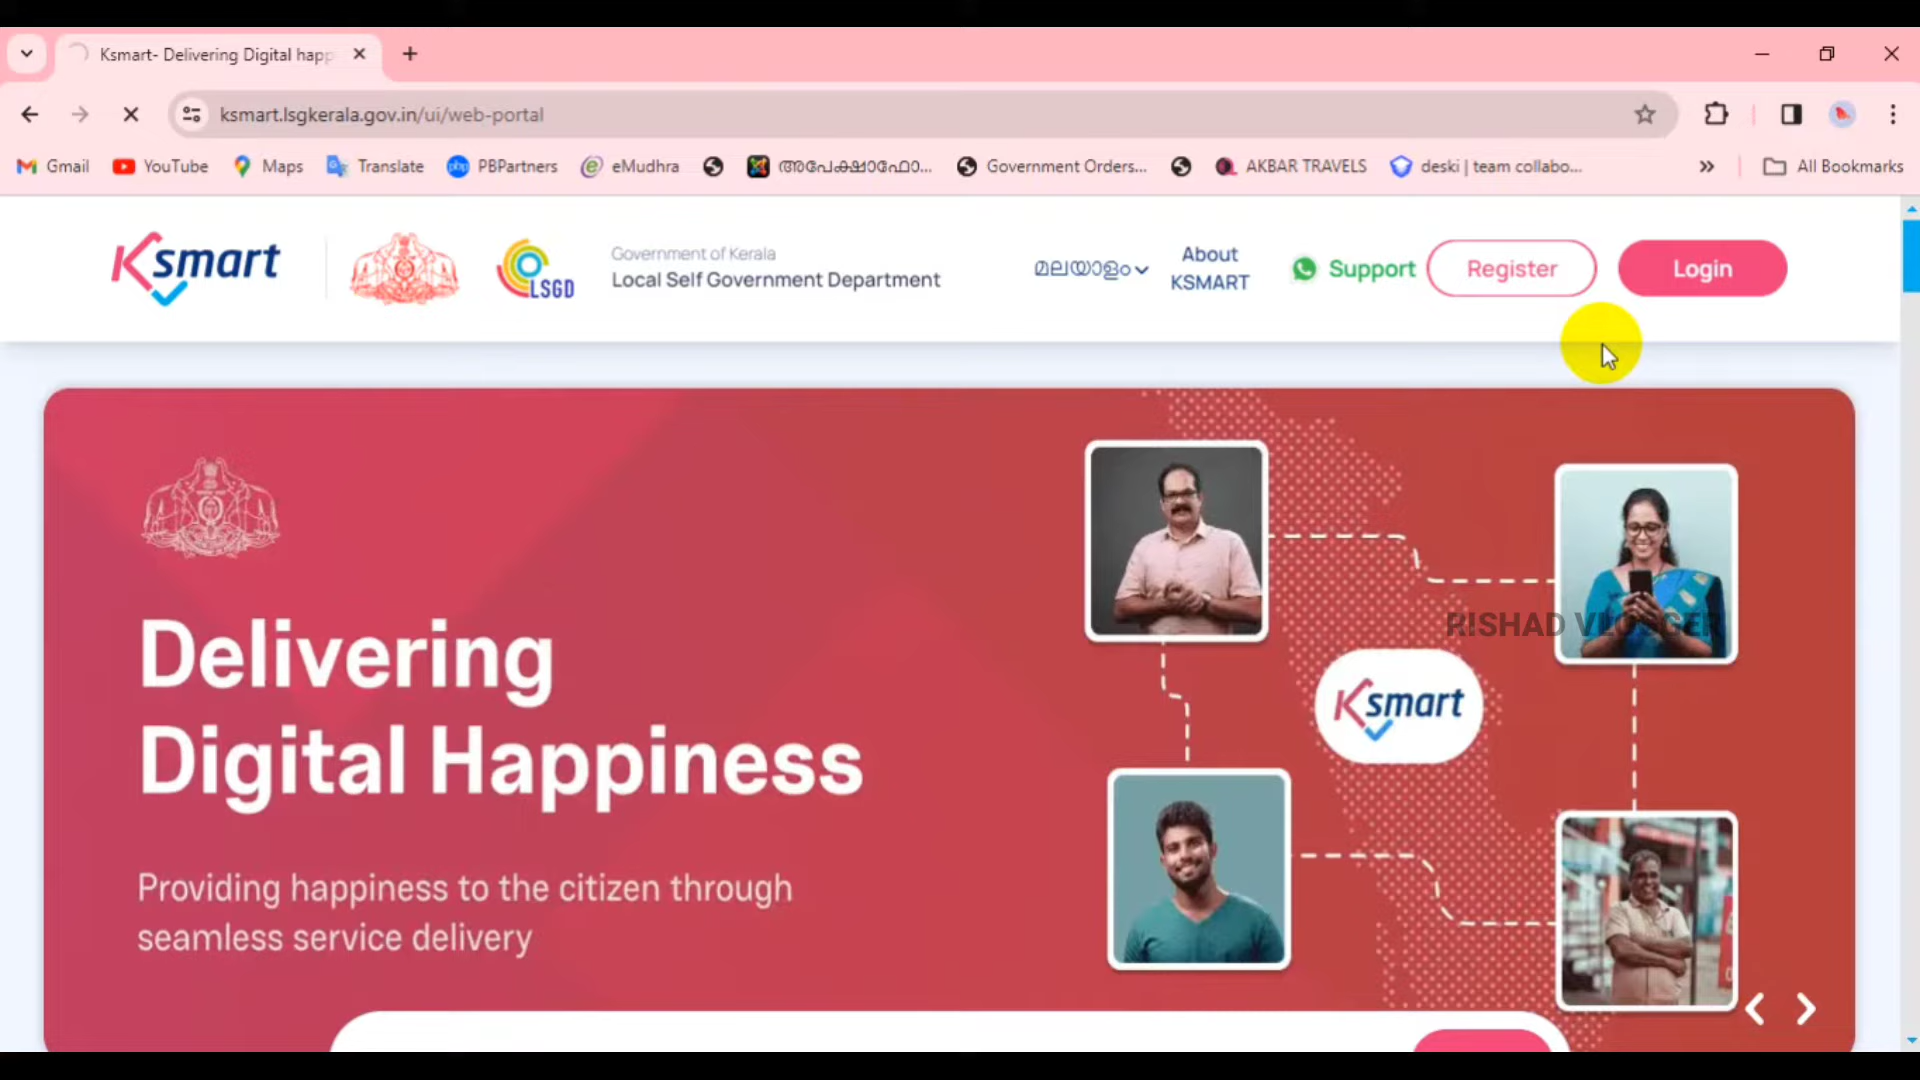 Ksmart- Delivering Digital happ
ksmart.lsgkerala.gov.in/ui/web-portal
Gmail YouTube Maps Translate PBPartners eMudhra അപേക്ഷാഫോ... Government Orders... AKBAR TRAVELS deski | team collabo... All Bookmarks
Ksmart LSGD
Government of Kerala
Local Self Government Department
മലയാളം
About
KSMART
Support
Register
Login
Delivering
Digital Happiness
Providing happiness to the citizen through
seamless service delivery
Ksmart
RISHAD VLOGGER